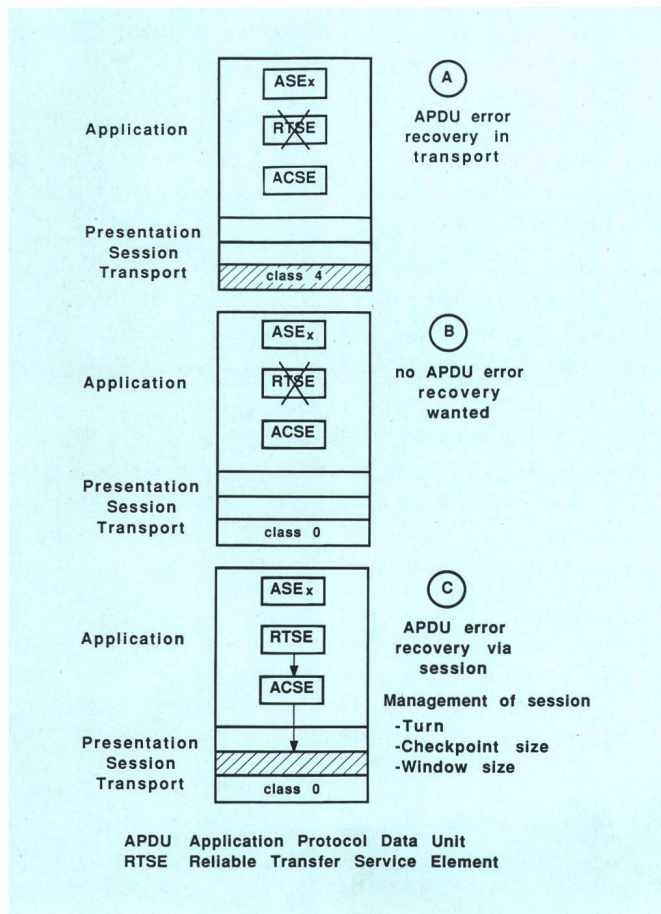 ASEx
A
APDU error
recovery in
transport
Application
RTSE
ACSE
Presentation
Session
Transport
class 4
ASEx
B
no APDU error
recovery
wanted
Application
RTSE
ACSE
Presentation
Session
Transport
class 0
ASEx
C
APDU error
recovery via
session
Application
RTSE
ACSE
Management of session
-Turn
-Checkpoint size
-Window size
Presentation
Session
Transport
class 0
APDU Application Protocol Data Unit
RTSE Reliable Transfer Service Element